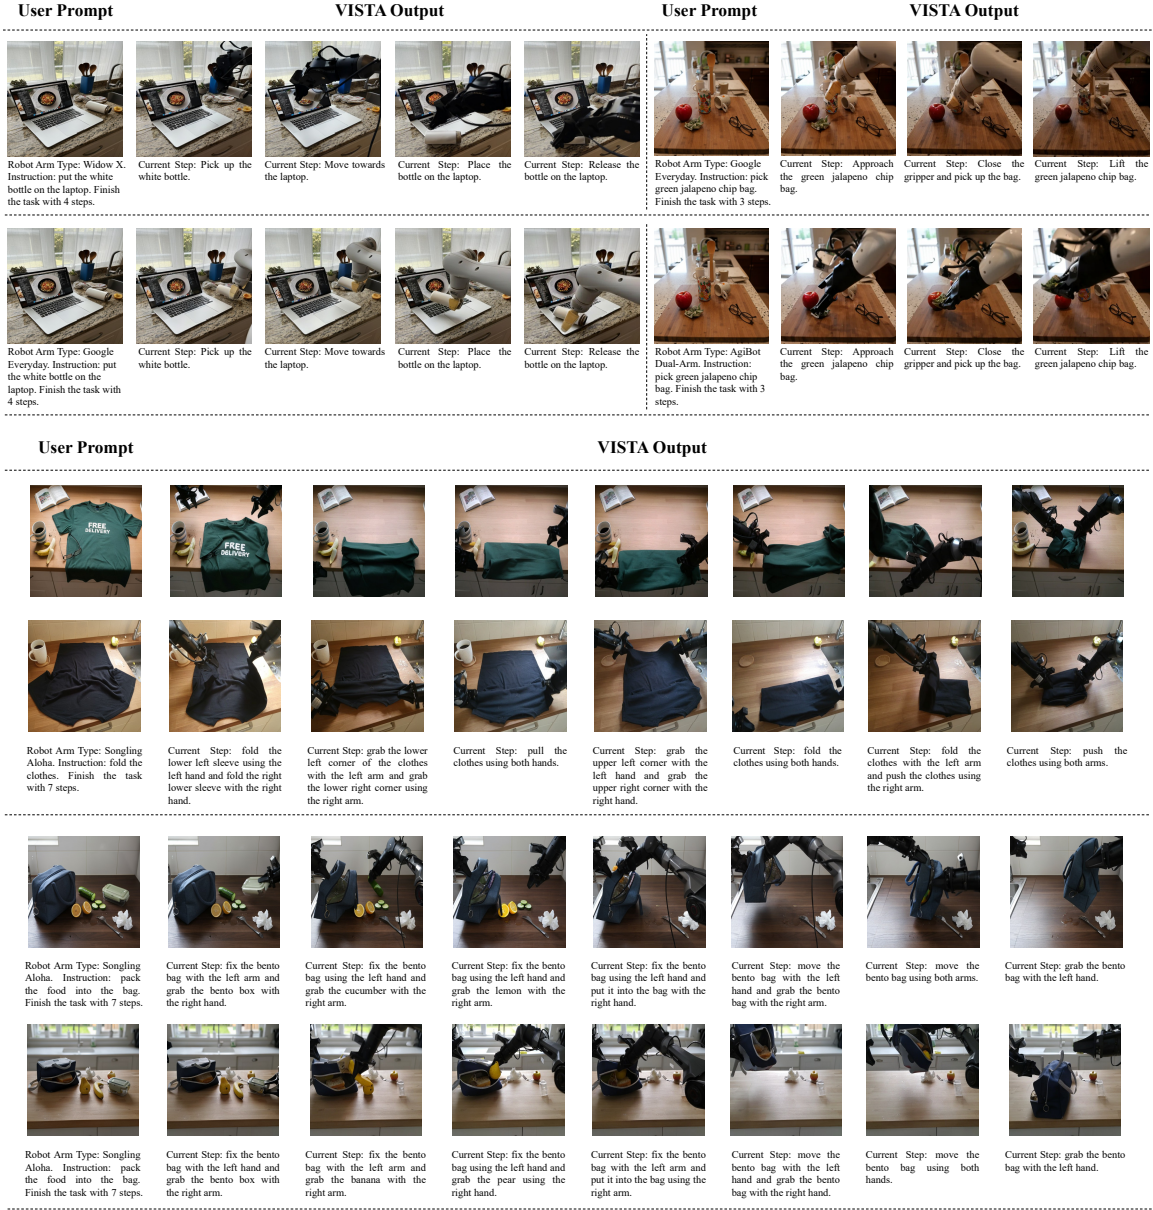 User Prompt
VISTA Output
User Prompt
VISTA Output
Robot Arm Type: Widow X.
Instruction: put the white
bottle on the laptop. Finish
the task with 4 steps.
Current Step: Pick up the
white bottle.
Current Step: Move towards
the laptop.
Current Step: Place the
bottle on the laptop.
Current Step: Release the
bottle on the laptop.
Robot Arm Type: Google
Everyday. Instruction: pick
green jalapeno chip bag.
Finish the task with 3 steps.
Current Step: Approach
the green jalapeno chip
bag.
Current Step: Close the
gripper and pick up the bag.
Current Step: Lift the
green jalapeno chip bag.
Robot Arm Type: Google
Everyday. Instruction: put
the white bottle on the
laptop. Finish the task with
4 steps.
Current Step: Pick up the
white bottle.
Current Step: Move towards
the laptop.
Current Step: Place the
bottle on the laptop.
Current Step: Release the
bottle on the laptop.
Robot Arm Type: AgiBot
Dual-Arm. Instruction:
pick green jalapeno chip
bag. Finish the task with 3
steps.
Current Step: Approach
the green jalapeno chip
bag.
Current Step: Close the
gripper and pick up the bag.
Current Step: Lift the
green jalapeno chip bag.
User Prompt
VISTA Output
FREE
DELIVERY
FREE
DELIVERY
Robot Arm Type: Songling
Aloha. Instruction: fold the
clothes. Finish the task
with 7 steps.
Current Step: fold the
lower left sleeve using the
left hand and fold the right
lower sleeve with the right
hand.
Current Step: grab the lower
left corner of the clothes
with the left arm and grab
the lower right corner using
the right arm.
Current Step: pull the
clothes using both hands.
Current Step: grab the
upper left corner with the
left hand and grab the
upper right corner with the
right hand.
Current Step: fold the
clothes using both hands.
Current Step: fold the
clothes with the left arm
and push the clothes using
the right arm.
Current Step: push the
clothes using both arms.
Robot Arm Type: Songling
Aloha. Instruction: pack
the food into the bag.
Finish the task with 7 steps.
Current Step: fix the bento
bag with the left arm and
grab the bento box with
the right hand.
Current Step: fix the bento
bag using the left hand and
grab the cucumber with the
right arm.
Current Step: fix the bento
bag using the left hand and
grab the lemon with the
right arm.
Current Step: fix the bento
bag using the left hand and
put it into the bag with the
right hand.
Current Step: move the
bento bag with the left
hand and grab the bento
bag with the right arm.
Current Step: move the
bento bag using both arms.
Current Step: grab the bento
bag with the left hand.
Robot Arm Type: Songling
Aloha. Instruction: pack
the food into the bag.
Finish the task with 7 steps.
Current Step: fix the bento
bag with the left hand and
grab the bento box with
the right arm.
Current Step: fix the bento
bag with the left arm and
grab the banana with the
right arm.
Current Step: fix the bento
bag using the left hand and
grab the pear using the
right hand.
Current Step: fix the bento
bag with the left arm and
put it into the bag using the
right arm.
Current Step: move the
bento bag with the left
hand and grab the bento
bag with the right hand.
Current Step: move the
bento bag using both
hands.
Current Step: grab the bento
bag with the left hand.